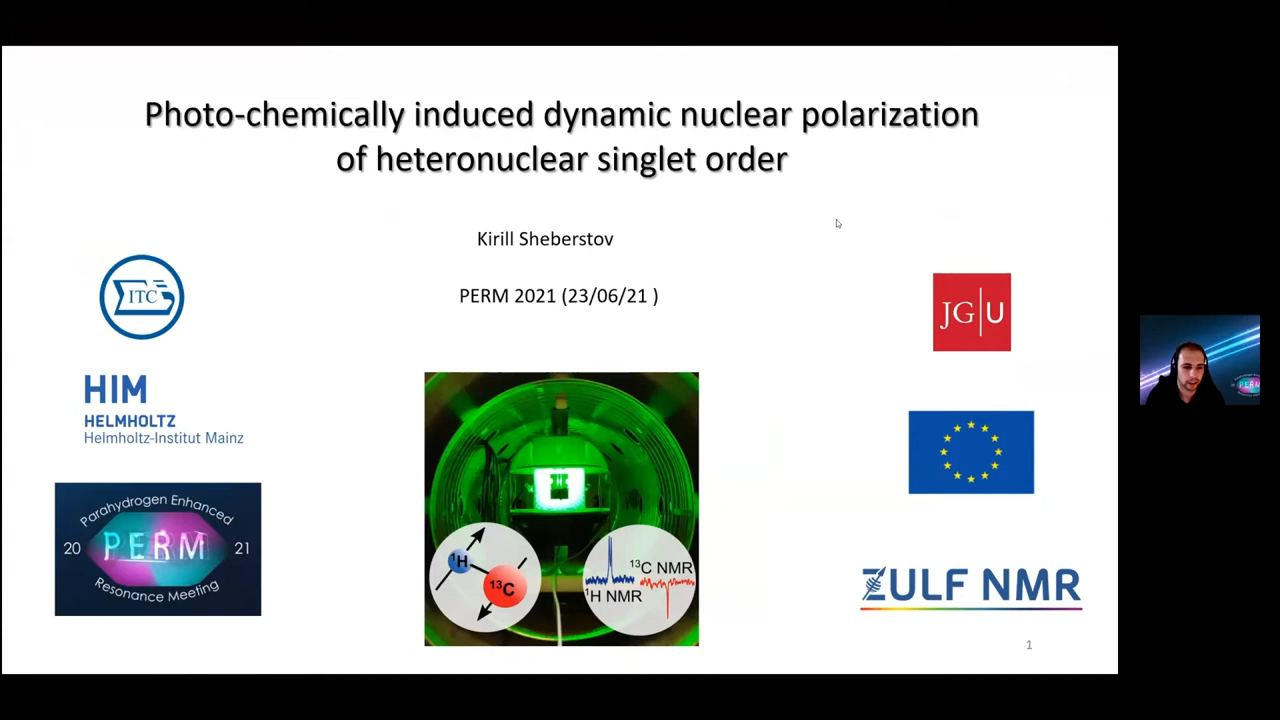 Photo-chemically induced dynamic nuclear polarization
of heteronuclear singlet order
Kirill Sheberstov
PERM 2021 (23/06/21 )
ITC
HIM
HELMHOLTZ
Helmholtz-Institut Mainz
Parahydrogen Enhanced
20 PERM 21
Resonance Meeting
¹H
¹³C
¹³C NMR
¹H NMR
JG|U
ZULF NMR
1
PERM